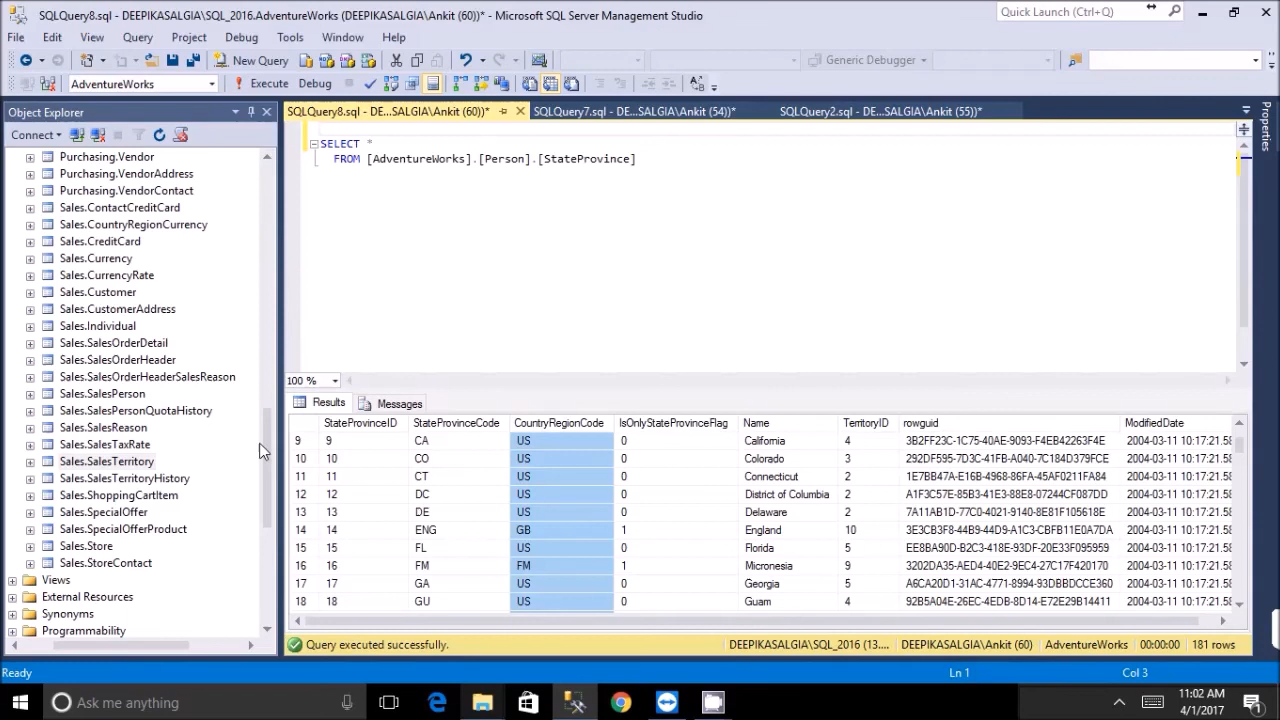 SQLQuery8.sql - DEEPIKASALGIA\SQL_2016.AdventureWorks (DEEPIKASALGIA\Ankit (60))* - Microsoft SQL Server Management Studio
Quick Launch (Ctrl+Q)
File Edit View Query Project Debug Tools Window Help
New Query
Generic Debugger
AdventureWorks
Execute Debug
Object Explorer
SQLQuery8.sql - DE...SALGIA\Ankit (60))*
SQLQuery7.sql - DE...SALGIA\Ankit (54))*
SQLQuery2.sql - DE...SALGIA\Ankit (55))*
Properties
Connect
Purchasing.Vendor
Purchasing.VendorAddress
Purchasing.VendorContact
Sales.ContactCreditCard
Sales.CountryRegionCurrency
Sales.CreditCard
Sales.Currency
Sales.CurrencyRate
Sales.Customer
Sales.CustomerAddress
Sales.Individual
Sales.SalesOrderDetail
Sales.SalesOrderHeader
Sales.SalesOrderHeaderSalesReason
Sales.SalesPerson
Sales.SalesPersonQuotaHistory
Sales.SalesReason
Sales.SalesTaxRate
Sales.SalesTerritory
Sales.SalesTerritoryHistory
Sales.ShoppingCartItem
Sales.SpecialOffer
Sales.SpecialOfferProduct
Sales.Store
Sales.StoreContact
Views
External Resources
Synonyms
Programmability
SELECT *
FROM [AdventureWorks].[Person].[StateProvince]
100 %
Results Messages
StateProvinceID StateProvinceCode CountryRegionCode IsOnlyStateProvinceFlag Name TerritoryID rowguid ModifiedDate
9 9 CA US 0 California 4 3B2FF23C-1C75-40AE-9093-F4EB42263F4E 2004-03-11 10:17:21.58
10 10 CO US 0 Colorado 3 292DF595-7D3C-41FB-A040-7C184D379FCE 2004-03-11 10:17:21.58
11 11 CT US 0 Connecticut 2 1E7BB47A-E16B-4968-86FA-45AF0211FA84 2004-03-11 10:17:21.58
12 12 DC US 0 District of Columbia 2 A1F3C57E-85B3-41E3-88E8-07244CF087DD 2004-03-11 10:17:21.58
13 13 DE US 0 Delaware 2 7A11AB1D-77C0-4021-9140-8E81F105618E 2004-03-11 10:17:21.58
14 14 ENG GB 1 England 10 3E3CB3F8-44B9-44D9-A1C3-CBFB11E0A7DA 2004-03-11 10:17:21.58
15 15 FL US 0 Florida 5 EE8BA90D-B2C3-418E-93DF-20E33F095959 2004-03-11 10:17:21.58
16 16 FM FM 1 Micronesia 9 3202DA35-AED4-40E2-9EC4-27C17F420170 2004-03-11 10:17:21.58
17 17 GA US 0 Georgia 5 A6CA20D1-31AC-4771-8994-93DBBDCCE360 2004-03-11 10:17:21.58
18 18 GU US 0 Guam 4 92B5A04E-26EC-4EDB-8D14-E72E29B14411 2004-03-11 10:17:21.58
Query executed successfully.
DEEPIKASALGIA\SQL_2016 (13.... DEEPIKASALGIA\Ankit (60) AdventureWorks 00:00:00 181 rows
Ready Ln 1 Col 3
Ask me anything
11:02 AM
4/1/2017